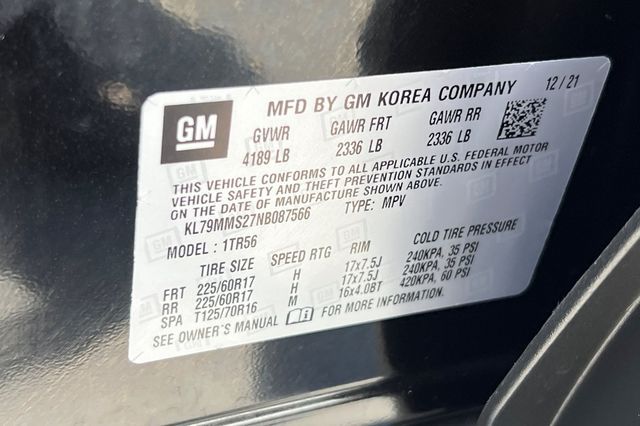 GM
MFD BY GM KOREA COMPANY
12/21
GVWR GAWR FRT GAWR RR
4189 LB 2336 LB 2336 LB
THIS VEHICLE CONFORMS TO ALL APPLICABLE U.S. FEDERAL MOTOR
VEHICLE SAFETY AND THEFT PREVENTION STANDARDS IN EFFECT
ON THE DATE OF MANUFACTURE SHOWN ABOVE.
KL79MMS27NB087566 TYPE: MPV
MODEL: 1TR56
TIRE SIZE SPEED RTG RIM COLD TIRE PRESSURE
FRT 225/60R17 H 17x7.5J 240KPA, 35 PSI
RR 225/60R17 H 17x7.5J 240KPA, 35 PSI
SPA T125/70R16 M 16x4.0BT 420KPA, 60 PSI
SEE OWNER'S MANUAL FOR MORE INFORMATION.